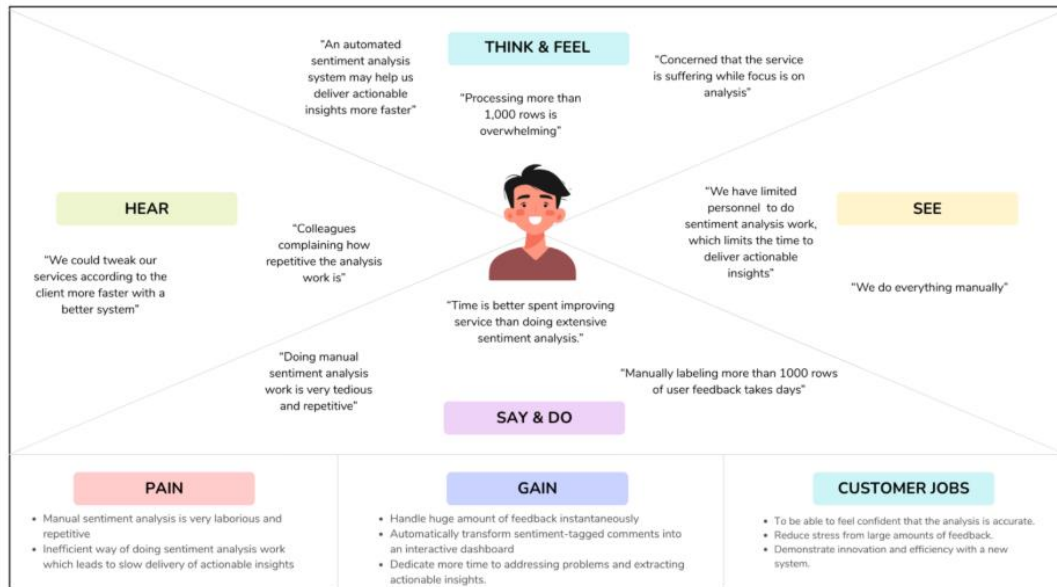 THINK & FEEL
“An automated
sentiment analysis
system may help us
deliver actionable
insights more faster”
“Processing more than
1,000 rows is
overwhelming”
“Concerned that the service
is suffering while focus is on
analysis”
HEAR
“We could tweak our
services according to the
client more faster with a
better system”
“Colleagues
complaining how
repetitive the analysis
work is”
SEE
“We have limited
personnel to do
sentiment analysis work,
which limits the time to
deliver actionable
insights”
“We do everything manually”
“Time is better spent improving
service than doing extensive
sentiment analysis.”
“Doing manual
sentiment analysis
work is very tedious
and repetitive”
“Manually labeling more than 1000 rows
of user feedback takes days”
SAY & DO
PAIN
• Manual sentiment analysis is very laborious and
repetitive
• Inefficient way of doing sentiment analysis work
which leads to slow delivery of actionable insights
GAIN
• Handle huge amount of feedback instantaneously
• Automatically transform sentiment-tagged comments into
an interactive dashboard
• Dedicate more time to addressing problems and extracting
actionable insights.
CUSTOMER JOBS
• To be able to feel confident that the analysis is accurate.
• Reduce stress from large amounts of feedback.
• Demonstrate innovation and efficiency with a new
system.